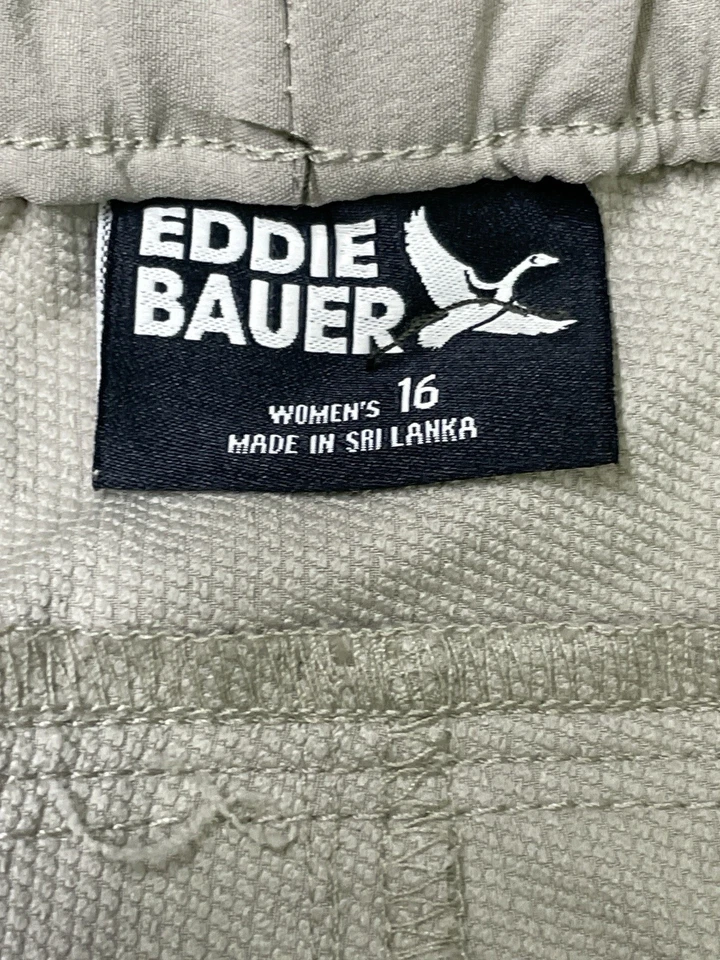 EDDIE
BAUER
WOMEN'S 16
MADE IN SRI LANKA